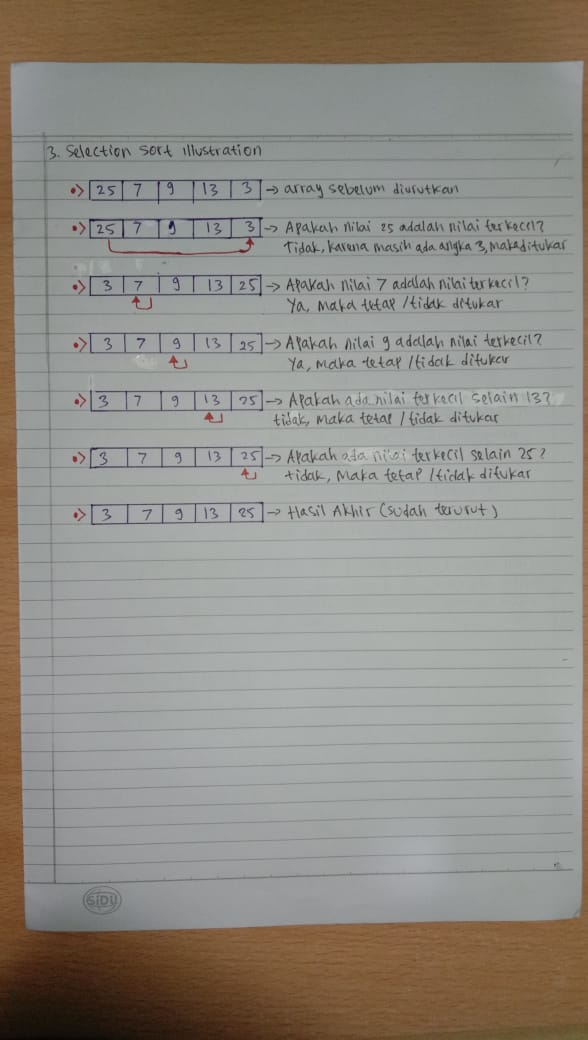 3. Selection sort illustration
•> 25 7 9 13 3 → array sebelum diurutkan
•> 25 7 9 13 3 → Apakah nilai 25 adalah nilai terkecil?
Tidak, karena masih ada angka 3, maka ditukar
•> 3 7 9 13 25 → Apakah nilai 7 adalah nilai terkecil?
Ya, maka tetap / tidak ditukar
•> 3 7 9 13 25 → Apakah nilai 9 adalah nilai terkecil?
Ya, maka tetap / tidak ditukar
•> 3 7 9 13 25 → Apakah ada nilai terkecil selain 13?
tidak, maka tetap / tidak ditukar
•> 3 7 9 13 25 → Apakah ada nilai terkecil selain 25?
tidak, maka tetap / tidak ditukar
•> 3 7 9 13 25 → Hasil Akhir (sudah terurut)
SIDU